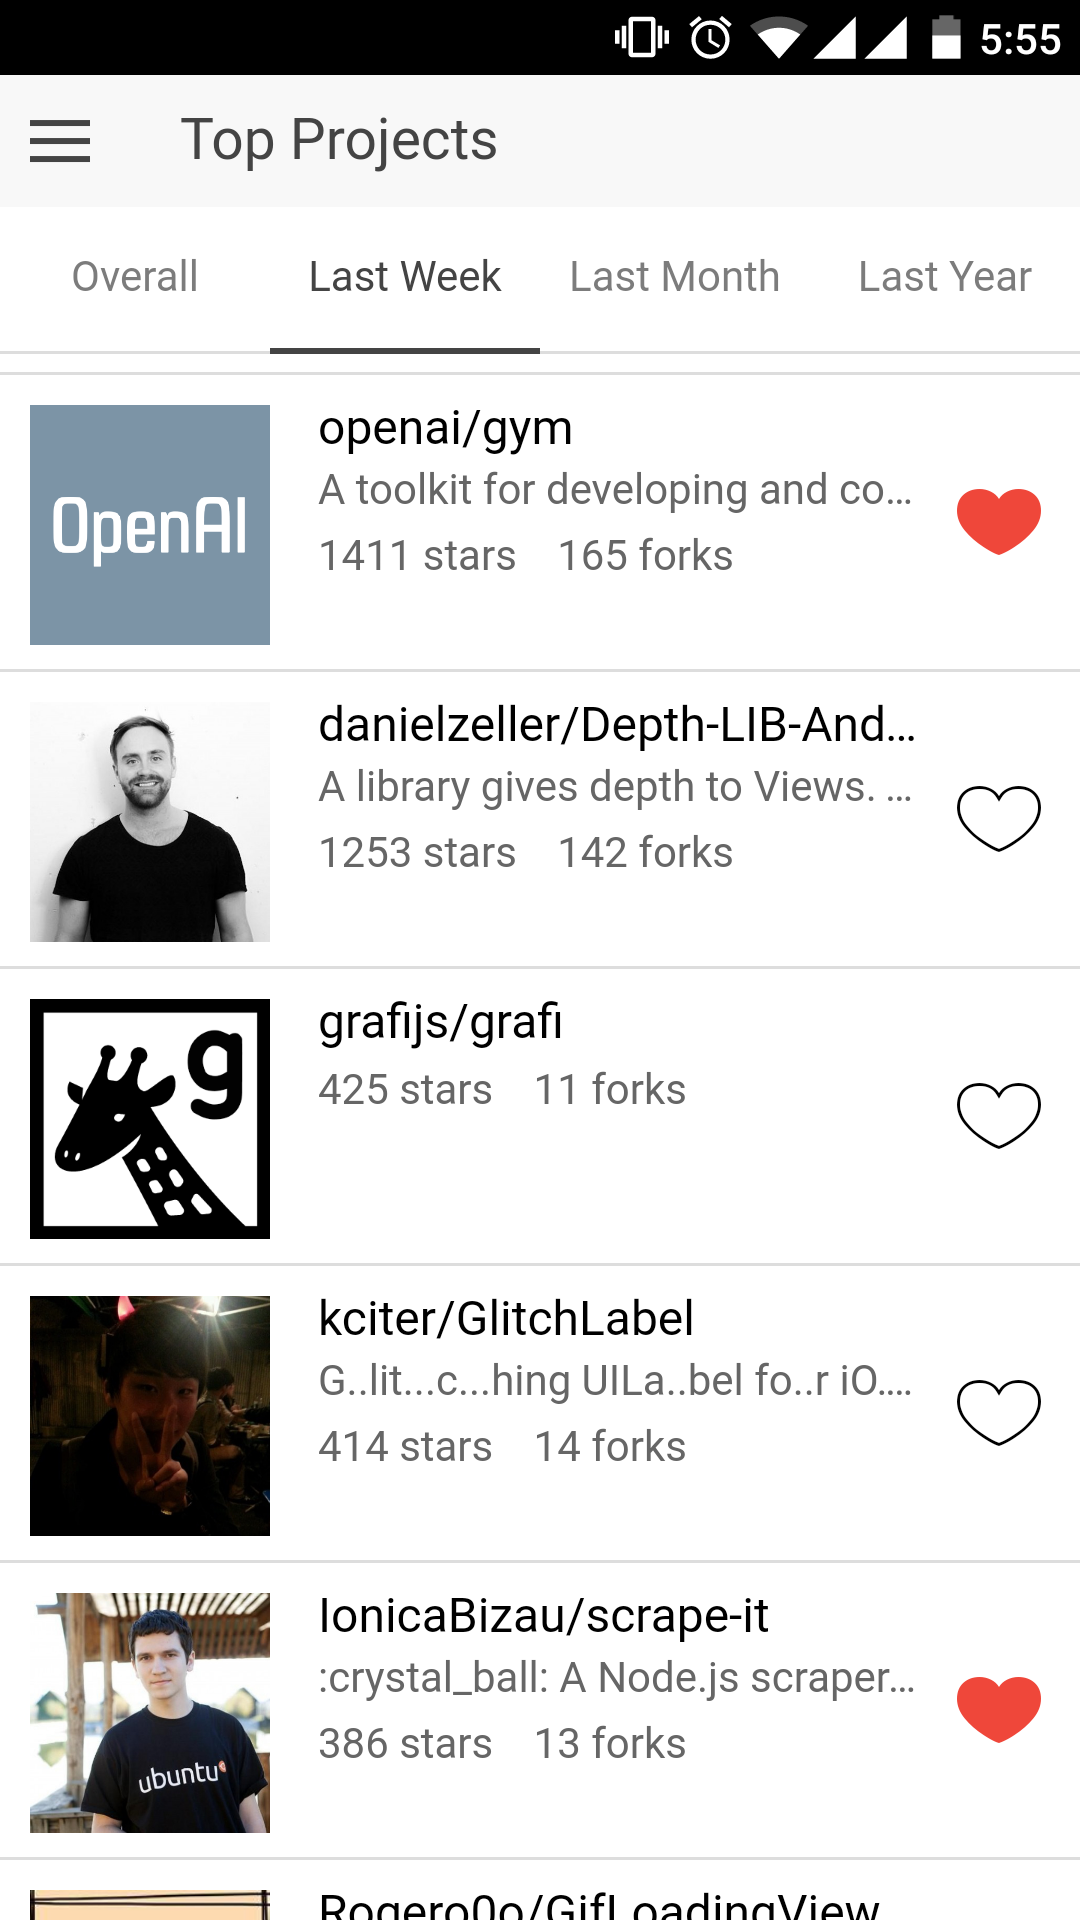 5:55
Top Projects
Overall Last Week Last Month Last Year
OpenAI
openai/gym
A toolkit for developing and co...
1411 stars 165 forks
danielzeller/Depth-LIB-And...
A library gives depth to Views. ...
1253 stars 142 forks
g
grafijs/grafi
425 stars 11 forks
kciter/GlitchLabel
G..lit...c...hing UILa..bel fo..r iO....
414 stars 14 forks
IonicaBizau/scrape-it
:crystal_ball: A Node.js scraper...
386 stars 13 forks
ubuntu
Rogero0o/GifLoadingView